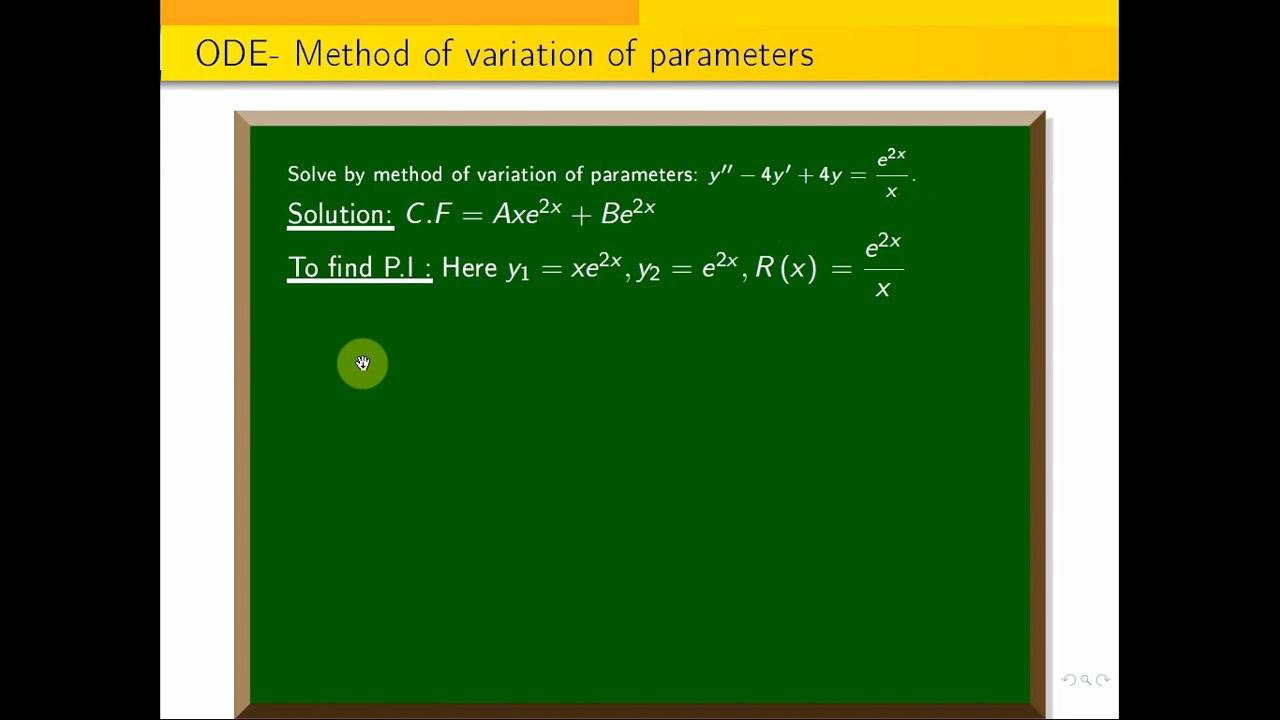 ODE- Method of variation of parameters
Solve by method of variation of parameters: y′′ − 4y′ + 4y = e^{2x}/x.
Solution: C.F = Axe^{2x} + Be^{2x}
To find P.I : Here y₁ = xe^{2x}, y₂ = e^{2x}, R(x) = e^{2x}/x